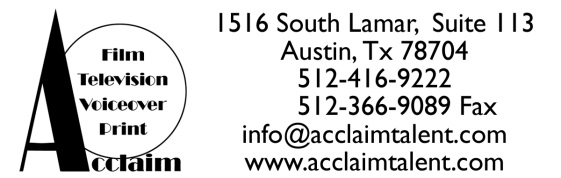 Film
Television
Voiceover
Print
Acclaim
1516 South Lamar, Suite 113
Austin, Tx 78704
512-416-9222
512-366-9089 Fax
info@acclaimtalent.com
www.acclaimtalent.com